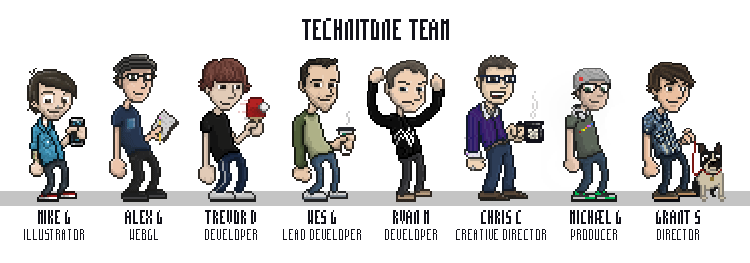 TECHNITONE TEAM
MIKE G ALEX G TREVOR D WES G RYAN N CHRIS C MICHAEL G GRANT S
ILLUSTRATOR WEBGL DEVELOPER LEAD DEVELOPER DEVELOPER CREATIVE DIRECTOR PRODUCER DIRECTOR